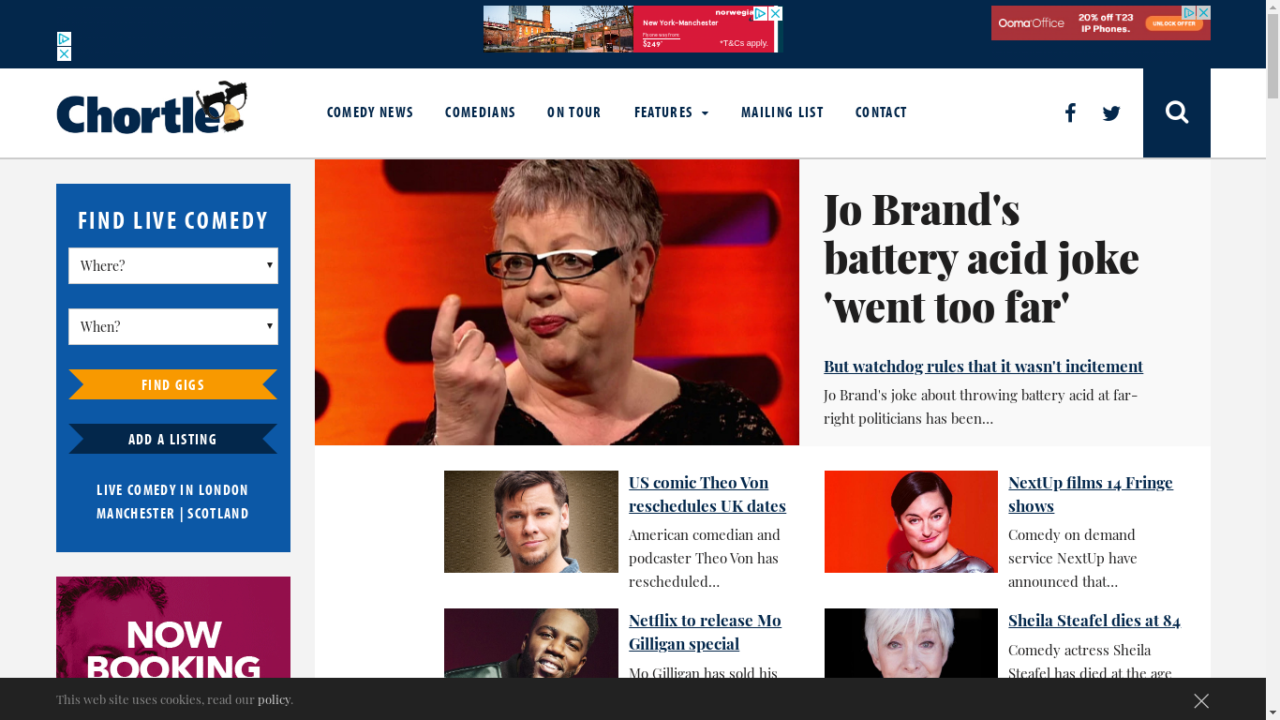 norwegian
New York-Manchester
$249*
*T&Cs apply.
OomaOffice
20% off T23
IP Phones.
UNLOCK OFFER
Chortle
COMEDY NEWS
COMEDIANS
ON TOUR
FEATURES
MAILING LIST
CONTACT
FIND LIVE COMEDY
Where?
When?
FIND GIGS
ADD A LISTING
LIVE COMEDY IN LONDON
MANCHESTER | SCOTLAND
NOW
BOOKING
Jo Brand's
battery acid joke
'went too far'
But watchdog rules that it wasn't incitement
Jo Brand's joke about throwing battery acid at far-
right politicians has been...
US comic Theo Von
reschedules UK dates
American comedian and
podcaster Theo Von has
rescheduled...
NextUp films 14 Fringe
shows
Comedy on demand
service NextUp have
announced that...
Netflix to release Mo
Gilligan special
Mo Gilligan has sold his
Sheila Steafel dies at 84
Comedy actress Sheila
Steafel has died at the age
This web site uses cookies, read our policy.